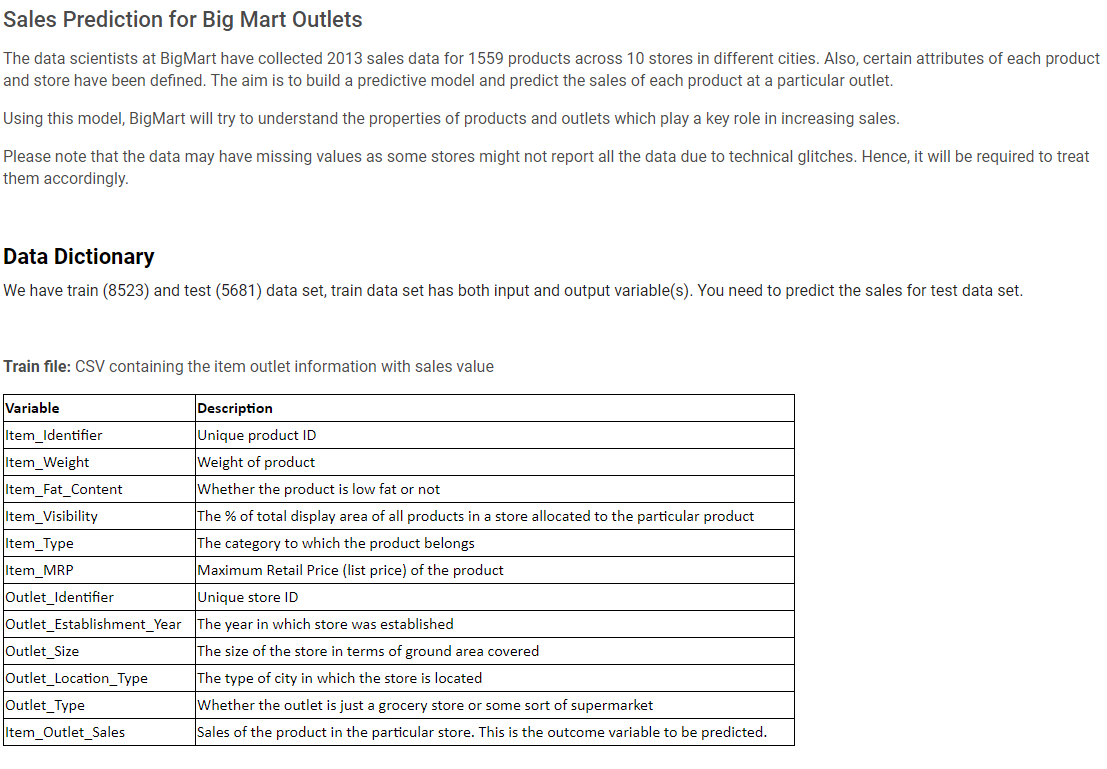 Sales Prediction for Big Mart Outlets
The data scientists at BigMart have collected 2013 sales data for 1559 products across 10 stores in different cities. Also, certain attributes of each product
and store have been defined. The aim is to build a predictive model and predict the sales of each product at a particular outlet.
Using this model, BigMart will try to understand the properties of products and outlets which play a key role in increasing sales.
Please note that the data may have missing values as some stores might not report all the data due to technical glitches. Hence, it will be required to treat
them accordingly.
Data Dictionary
We have train (8523) and test (5681) data set, train data set has both input and output variable(s). You need to predict the sales for test data set.
Train file: CSV containing the item outlet information with sales value
Variable Description
Item_Identifier Unique product ID
Item_Weight Weight of product
Item_Fat_Content Whether the product is low fat or not
Item_Visibility The % of total display area of all products in a store allocated to the particular product
Item_Type The category to which the product belongs
Item_MRP Maximum Retail Price (list price) of the product
Outlet_Identifier Unique store ID
Outlet_Establishment_Year The year in which store was established
Outlet_Size The size of the store in terms of ground area covered
Outlet_Location_Type The type of city in which the store is located
Outlet_Type Whether the outlet is just a grocery store or some sort of supermarket
Item_Outlet_Sales Sales of the product in the particular store. This is the outcome variable to be predicted.